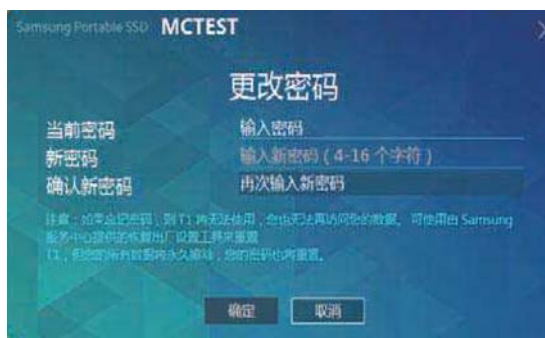 Samsung Portable SSD MCTEST
更改密码
当前密码 输入密码
新密码 输入新密码 ( 4-16 个字符 )
确认新密码 再次输入新密码
注意：如果忘记密码，则 T1 将无法使用，您也无法再访问您的数据。 可使用由 Samsung
服务中心提供的恢复出厂设置工具来重置
T1，但您的所有数据将永久 ，您的密码也将重置。
确定 取消